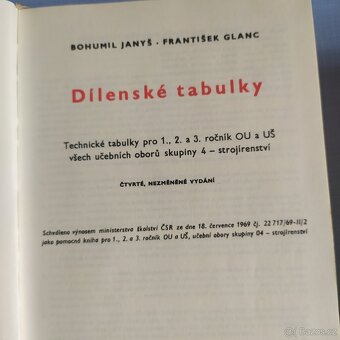 BOHUMIL JANYŠ · FRANTIŠEK GLANC
Dílenské tabulky
Technické tabulky pro 1., 2. a 3. ročník OU a UŠ
všech učebních oborů skupiny 4 – strojírenství
ČTVRTÉ, NEZMĚNĚNÉ VYDÁNÍ
Schváleno výnosem ministerstva školství ČSR ze dne 18. července 1969 čj. 22 717/69-II/2
jako pomocná kniha pro 1., 2. a 3. ročník OU a UŠ, učební obory skupiny 04 – strojírenství
sbazar.cz